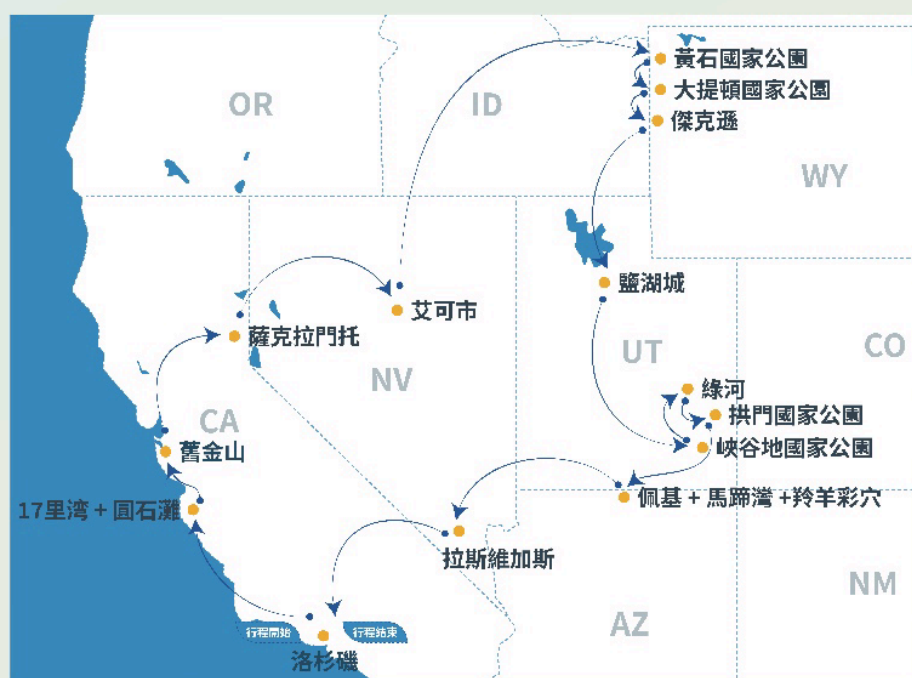 黃石國家公園
大提頓國家公園
傑克遜
OR
ID
WY
鹽湖城
艾可市
薩克拉門托
UT
CO
NV
綠河
拱門國家公園
CA
峽谷地國家公園
舊金山
佩基 + 馬蹄灣 +羚羊彩穴
17里湾 + 圓石灘
拉斯維加斯
NM
AZ
行程開始
行程結束
洛杉磯